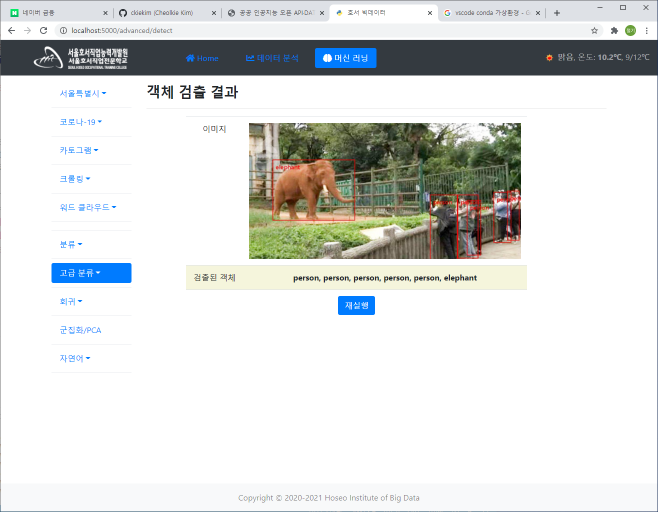 네이버 금융
ckiekim (Cheolkie Kim)
공공 인공지능 오픈 API·DAT
호서 빅데이터
vscode conda 가상환경 - G
localhost:5000/advanced/detect
서울호서직업능력개발원
서울호서직업전문학교
Home
데이터 분석
머신 러닝
맑음, 온도: 10.2℃, 9/12℃
서울특별시
코로나-19
카토그램
크롤링
워드 클라우드
분류
고급 분류
회귀
군집화/PCA
자연어
객체 검출 결과
이미지
elephant
검출된 객체
person, person, person, person, person, elephant
재실행
Copyright © 2020-2021 Hoseo Institute of Big Data